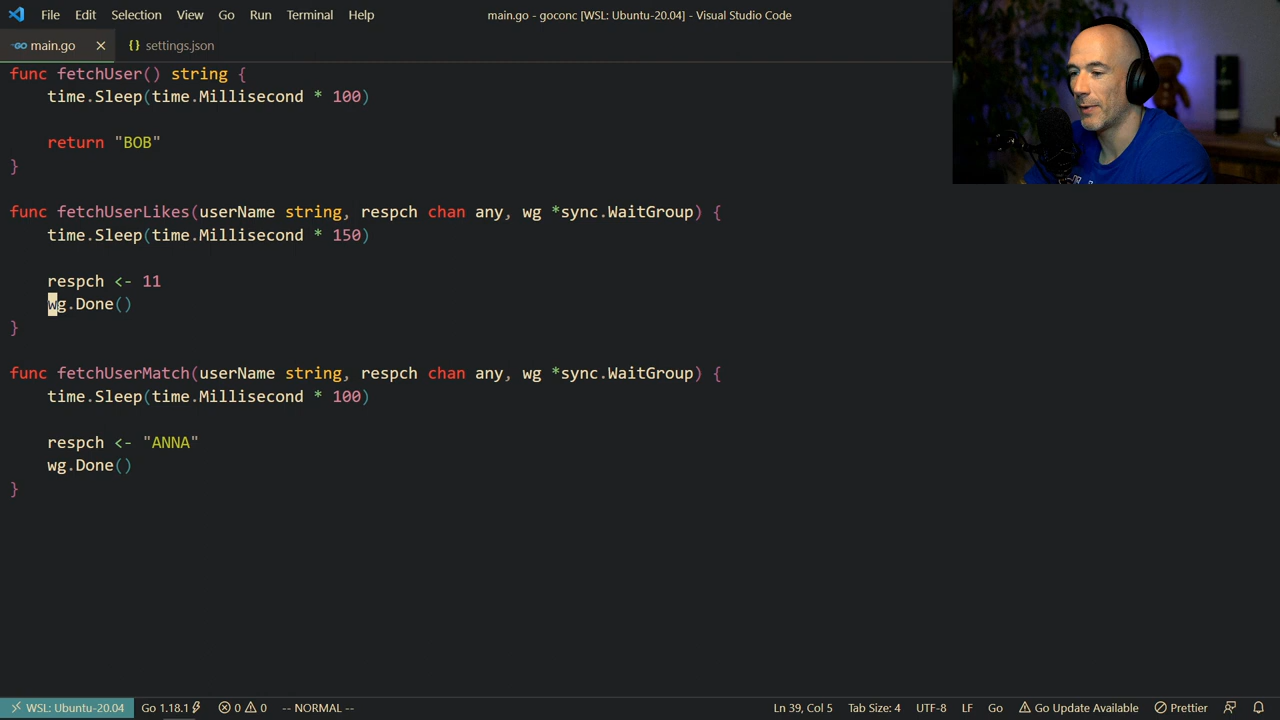 File Edit Selection View Go Run Terminal Help
main.go - goconc [WSL: Ubuntu-20.04] - Visual Studio Code
GO main.go × {} settings.json
func fetchUser() string {
    time.Sleep(time.Millisecond * 100)
    return "BOB"
}
func fetchUserLikes(userName string, respch chan any, wg *sync.WaitGroup) {
    time.Sleep(time.Millisecond * 150)
    respch <- 11
    wg.Done()
}
func fetchUserMatch(userName string, respch chan any, wg *sync.WaitGroup) {
    time.Sleep(time.Millisecond * 100)
    respch <- "ANNA"
    wg.Done()
}
WSL: Ubuntu-20.04 Go 1.18.1 0 0 -- NORMAL -- Ln 39, Col 5 Tab Size: 4 UTF-8 LF Go Go Update Available Prettier